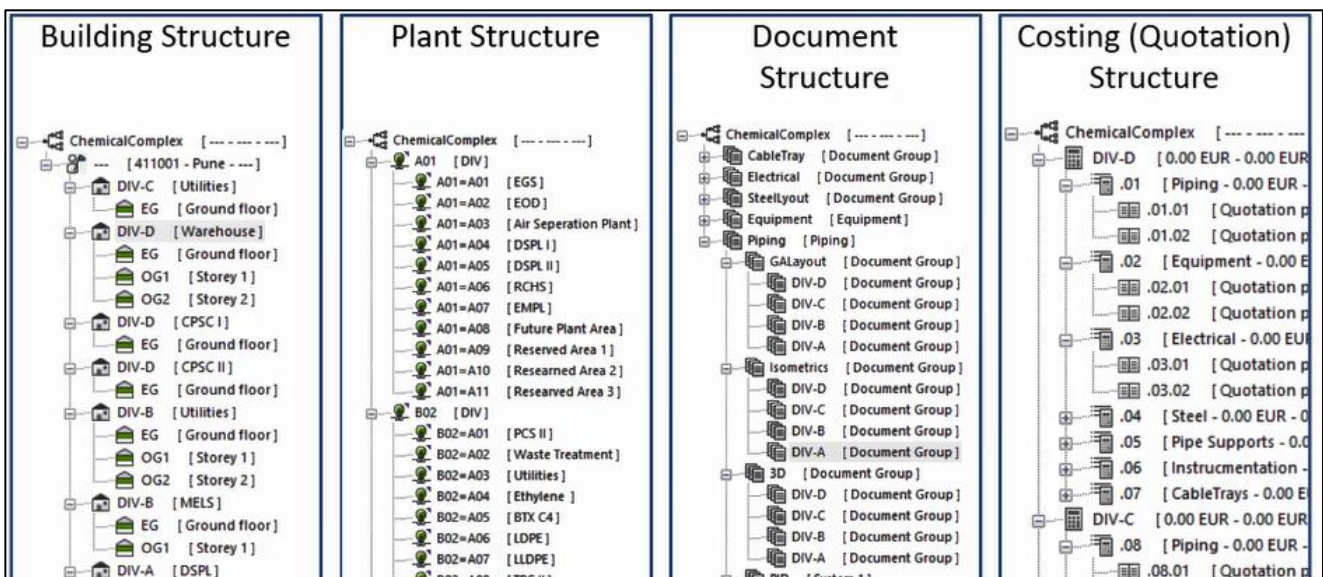 Building Structure
ChemicalComplex [--- - --- - ---]
--- [411001 - Pune - ---]
DIV-C [Utilities]
EG [Ground floor]
DIV-D [Warehouse]
EG [Ground floor]
OG1 [Storey 1]
OG2 [Storey 2]
DIV-D [CPSC I]
EG [Ground floor]
DIV-D [CPSC II]
EG [Ground floor]
DIV-B [Utilities]
EG [Ground floor]
OG1 [Storey 1]
OG2 [Storey 2]
DIV-B [MELS]
EG [Ground floor]
OG1 [Storey 1]
DIV-A [DSPL]
Plant Structure
ChemicalComplex [--- - --- - ---]
A01 [DIV]
A01=A01 [EGS]
A01=A02 [EOD]
A01=A03 [Air Seperation Plant]
A01=A04 [DSPL I]
A01=A05 [DSPL II]
A01=A06 [RCHS]
A01=A07 [EMPL]
A01=A08 [Future Plant Area]
A01=A09 [Reserved Area 1]
A01=A10 [Researned Area 2]
A01=A11 [Researved Area 3]
B02 [DIV]
B02=A01 [PCS II]
B02=A02 [Waste Treatment]
B02=A03 [Utilities]
B02=A04 [Ethylene ]
B02=A05 [BTX C4]
B02=A06 [LDPE]
B02=A07 [LLDPE]
Document
Structure
ChemicalComplex [--- - --- - ---]
CableTray [Document Group]
Electrical [Document Group]
SteelLyout [Document Group]
Equipment [Equipment]
Piping [Piping]
GALayout [Document Group]
DIV-D [Document Group]
DIV-C [Document Group]
DIV-B [Document Group]
DIV-A [Document Group]
Isometrics [Document Group]
DIV-D [Document Group]
DIV-C [Document Group]
DIV-B [Document Group]
DIV-A [Document Group]
3D [Document Group]
DIV-D [Document Group]
DIV-C [Document Group]
DIV-B [Document Group]
DIV-A [Document Group]
Costing (Quotation)
Structure
ChemicalComplex [--- - --- - ---
DIV-D [0.00 EUR - 0.00 EUR
.01 [Piping - 0.00 EUR -
.01.01 [Quotation p
.01.02 [Quotation p
.02 [Equipment - 0.00 E
.02.01 [Quotation p
.02.02 [Quotation p
.03 [Electrical - 0.00 EU
.03.01 [Quotation p
.03.02 [Quotation p
.04 [Steel - 0.00 EUR - 0
.05 [Pipe Supports - 0.0
.06 [Instrucmentation -
.07 [CableTrays - 0.00 E
DIV-C [0.00 EUR - 0.00 EUR
.08 [Piping - 0.00 EUR -
.08.01 [Quotation p